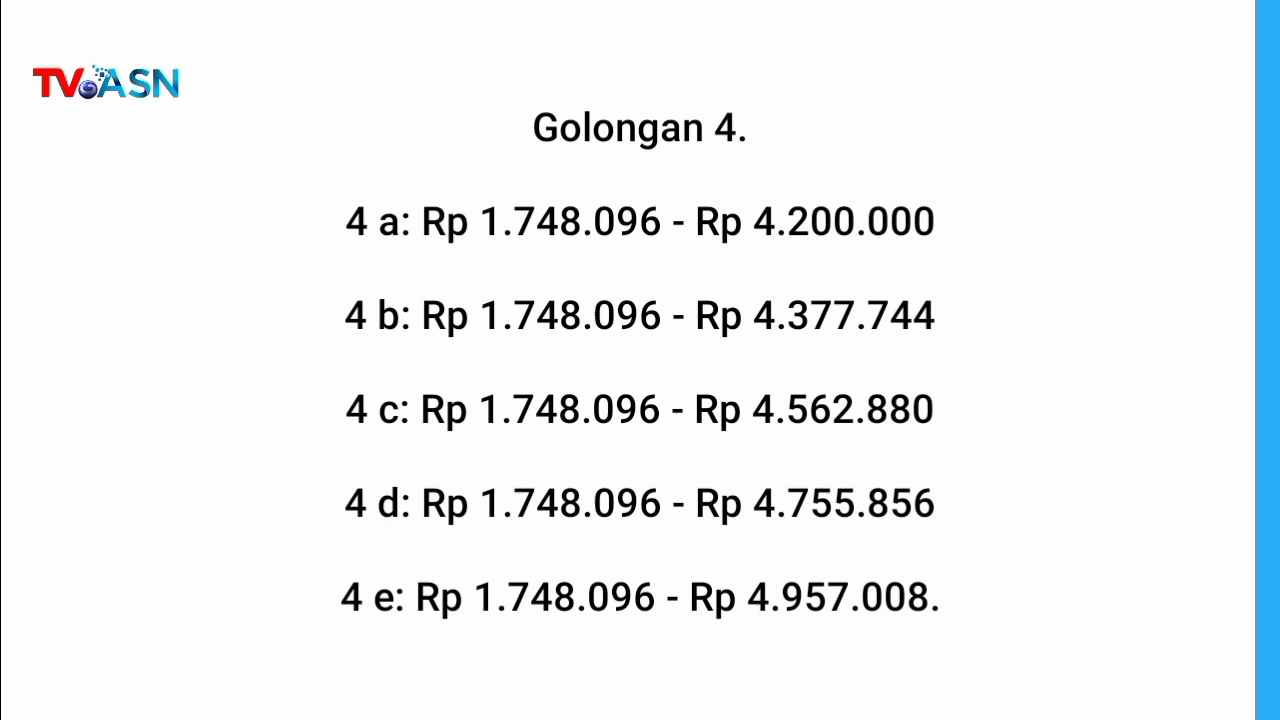 TV ASN
Golongan 4.
4 a: Rp 1.748.096 - Rp 4.200.000
4 b: Rp 1.748.096 - Rp 4.377.744
4 c: Rp 1.748.096 - Rp 4.562.880
4 d: Rp 1.748.096 - Rp 4.755.856
4 e: Rp 1.748.096 - Rp 4.957.008.